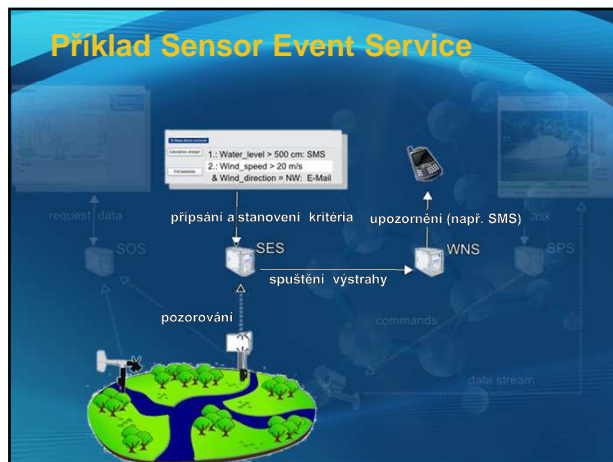 Příklad Sensor Event Service
1.: Water_level > 500 cm: SMS
2.: Wind_speed > 20 m/s
& Wind_direction = NW: E-Mail
připsání a stanovení kritéria
upozornění (např. SMS)
request data
task
SOS
SES
WNS
SPS
spuštění výstrahy
pozorování
commands
data stream